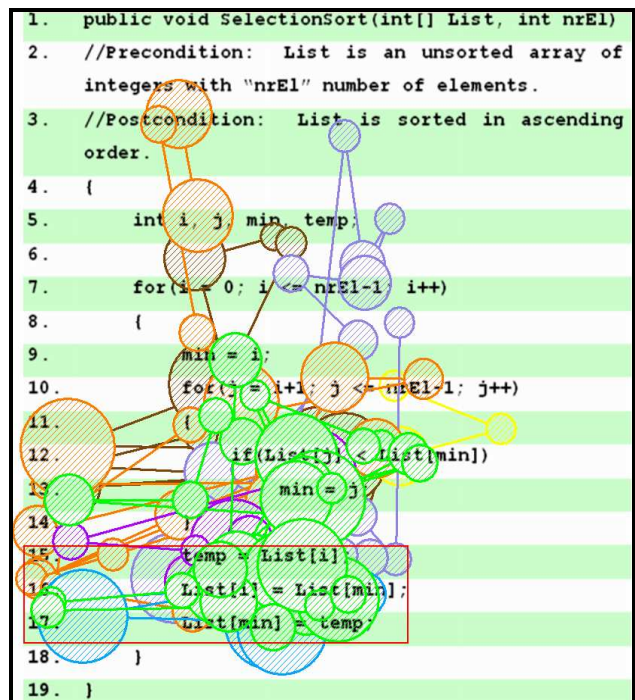 1. public void SelectionSort(int[] List, int nrEl)
2. //Precondition: List is an unsorted array of
integers with "nrEl" number of elements.
3. //Postcondition: List is sorted in ascending
order.
4. {
5. int i, j, min, temp;
6.
7. for(i = 0; i <= nrEl-1; i++)
8. {
9. min = i;
10. for(j = i+1; j <= nrEl-1; j++)
11. {
12. if(List[j] < List[min])
13. min = j;
14. }
15. temp = List[i];
16. List[i] = List[min];
17. List[min] = temp;
18. }
19. }